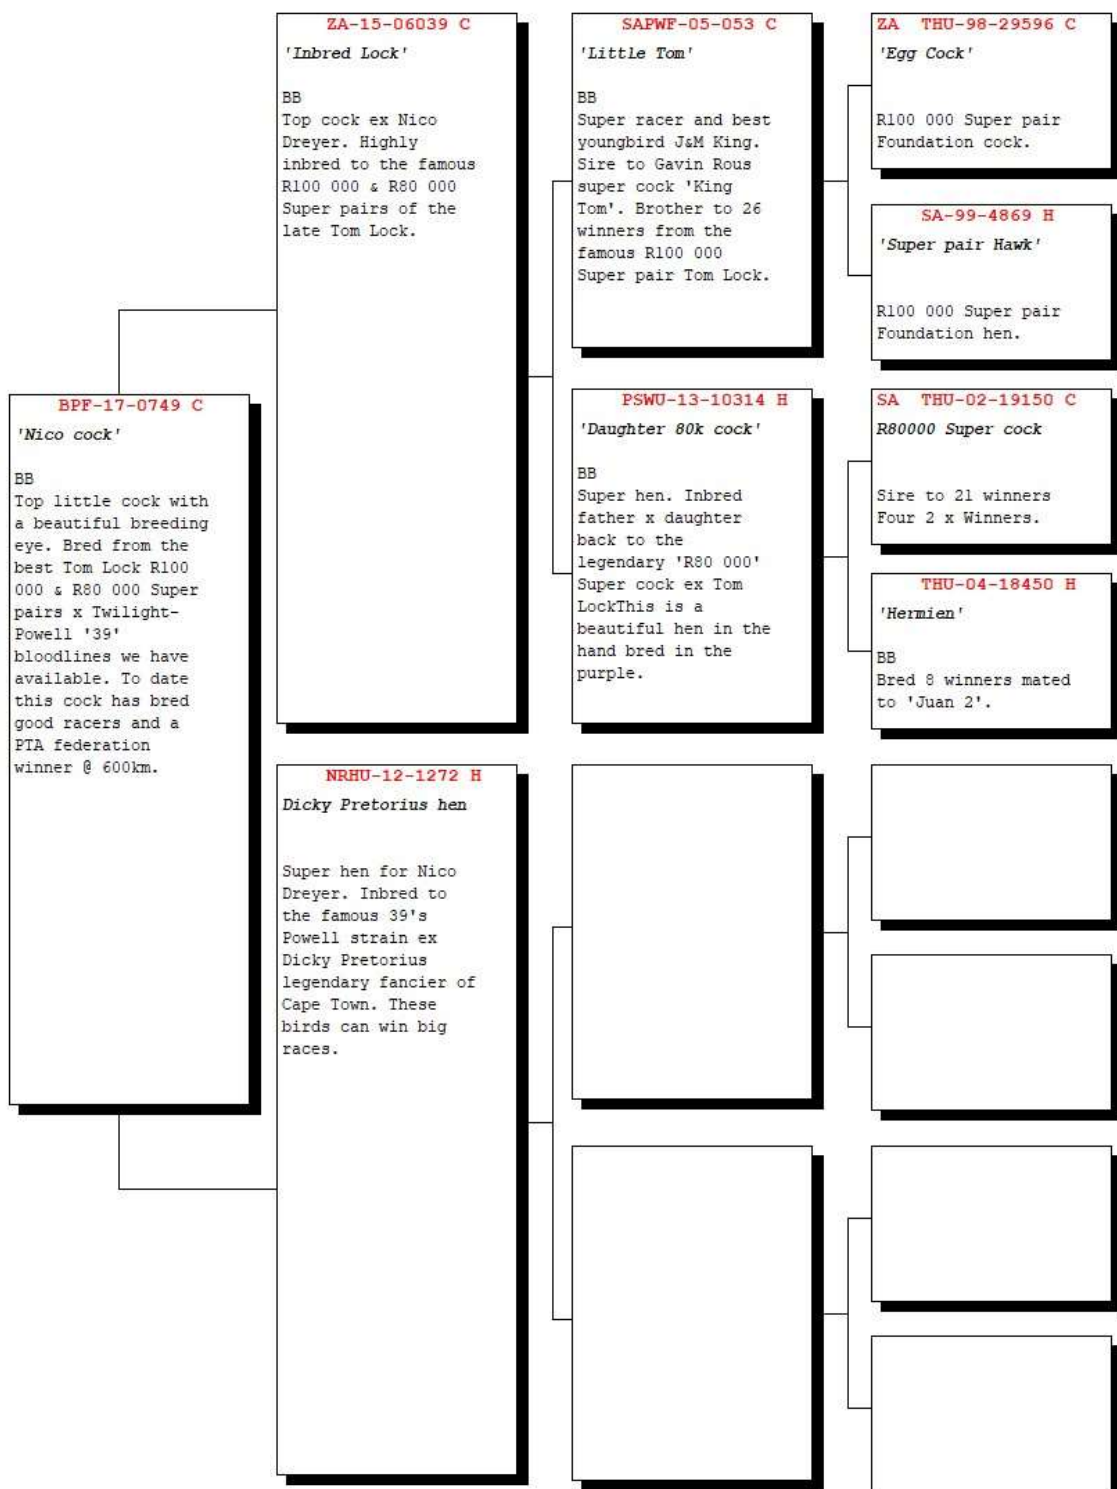 ZA-15-06039 C
'Inbred Lock'
BB
Top cock ex Nico
Dreyer. Highly
inbred to the famous
R100 000 & R80 000
Super pairs of the
late Tom Lock.
SAPWF-05-053 C
'Little Tom'
BB
Super racer and best
youngbird J&M King.
Sire to Gavin Rous
super cock 'King
Tom'. Brother to 26
winners from the
famous R100 000
Super pair Tom Lock.
ZA THU-98-29596 C
'Egg Cock'
R100 000 Super pair
Foundation cock.
SA-99-4869 H
'Super pair Hawk'
R100 000 Super pair
Foundation hen.
BPF-17-0749 C
'Nico cock'
BB
Top little cock with
a beautiful breeding
eye. Bred from the
best Tom Lock R100
000 & R80 000 Super
pairs x Twilight-
Powell '39'
bloodlines we have
available. To date
this cock has bred
good racers and a
PTA federation
winner @ 600km.
PSWU-13-10314 H
'Daughter 80k cock'
BB
Super hen. Inbred
father x daughter
back to the
legendary 'R80 000'
Super cock ex Tom
LockThis is a
beautiful hen in the
hand bred in the
purple.
SA THU-02-19150 C
R80000 Super cock
Sire to 21 winners
Four 2 x Winners.
THU-04-18450 H
'Hermien'
BB
Bred 8 winners mated
to 'Juan 2'.
NRHU-12-1272 H
Dicky Pretorius hen
Super hen for Nico
Dreyer. Inbred to
the famous 39's
Powell strain ex
Dicky Pretorius
legendary fancier of
Cape Town. These
birds can win big
races.